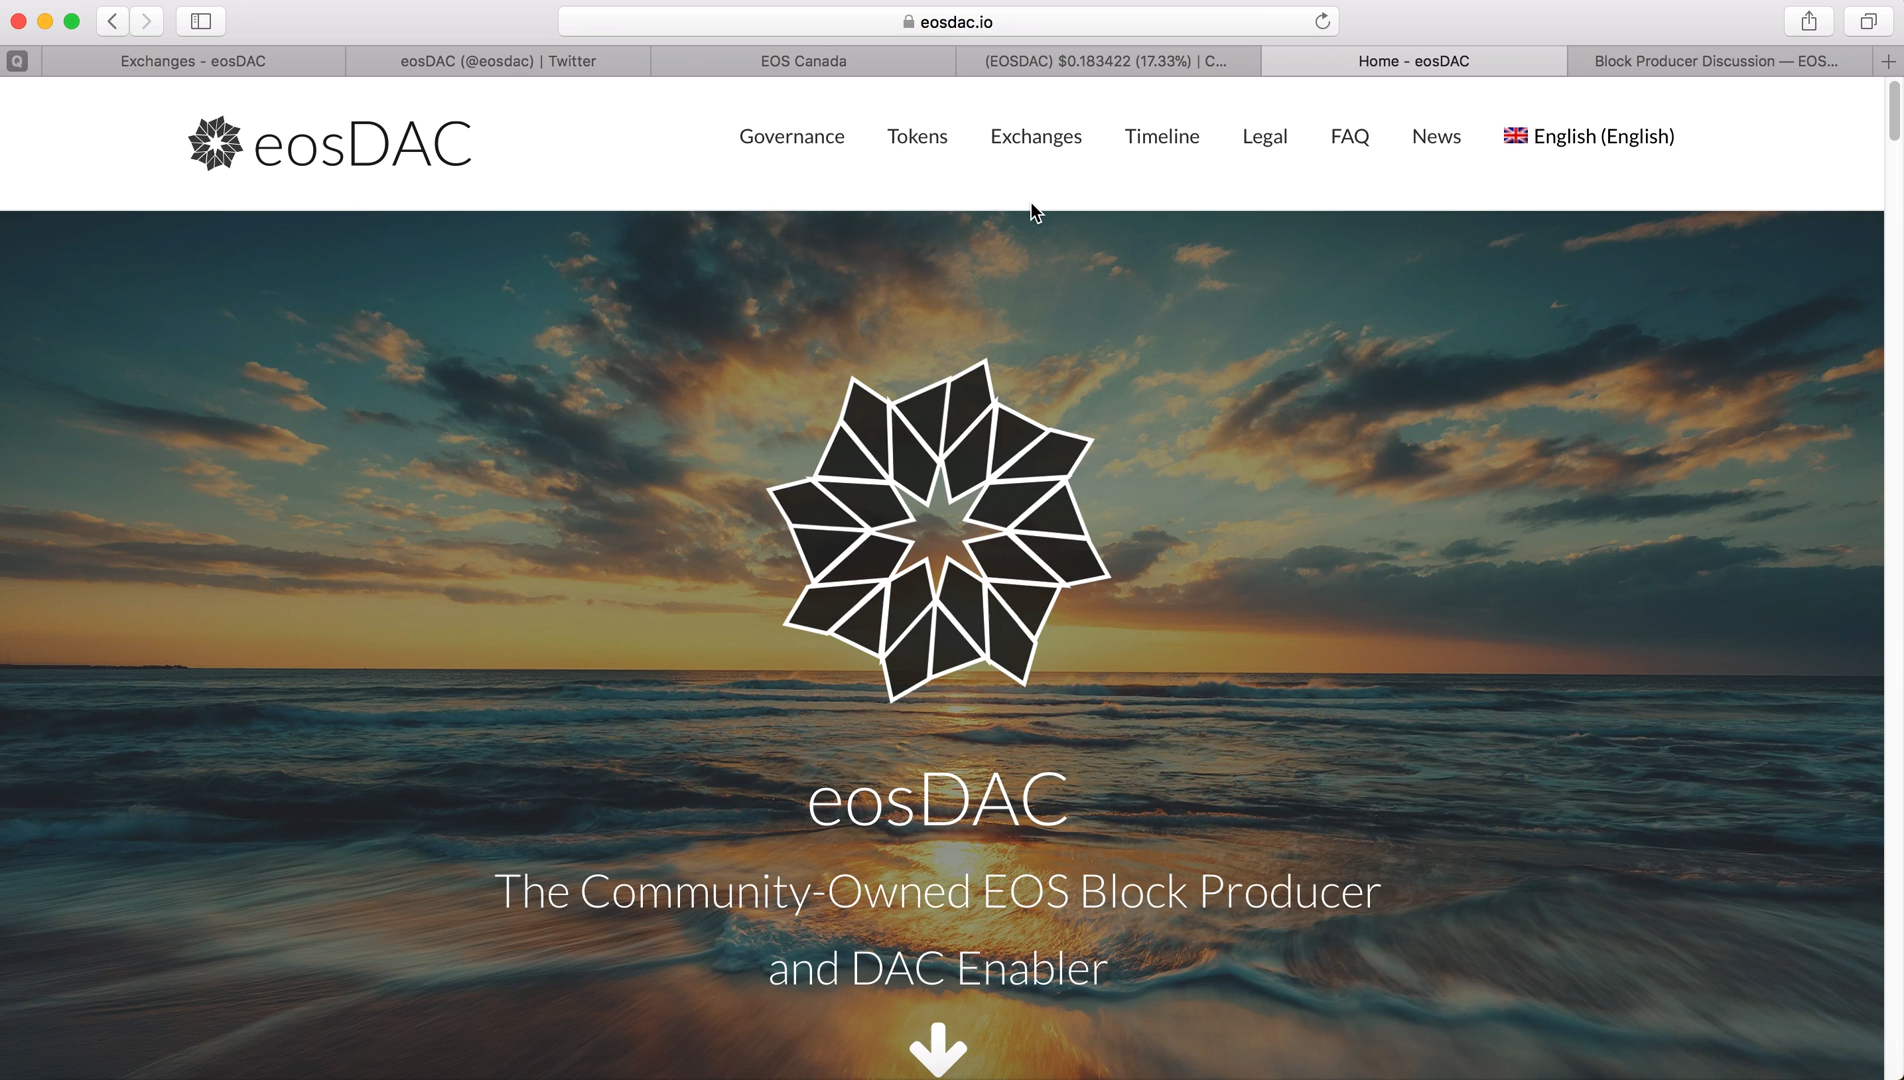 eosdac.io
Q
Exchanges - eosDAC
eosDAC (@eosdac) | Twitter
EOS Canada
(EOSDAC) $0.183422 (17.33%) | C...
Home - eosDAC
Block Producer Discussion — EOS...
eosDAC
Governance
Tokens
Exchanges
Timeline
Legal
FAQ
News
English (English)
eosDAC
The Community-Owned EOS Block Producer
and DAC Enabler